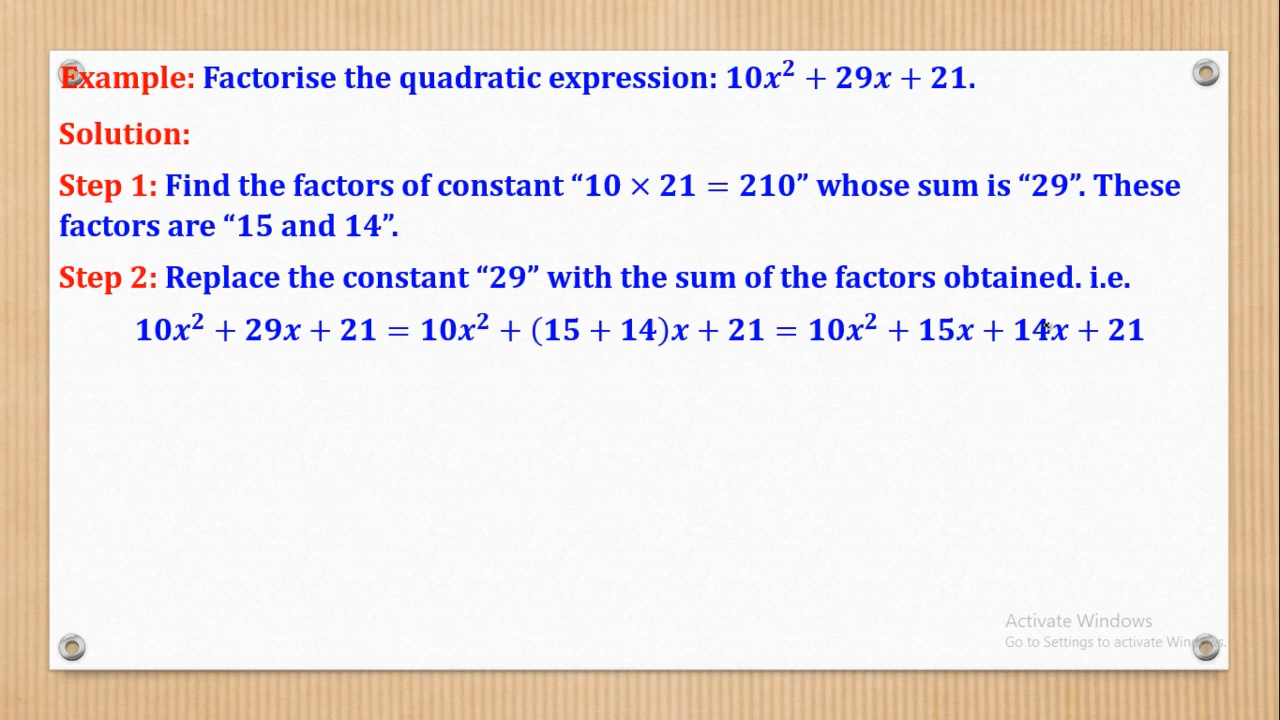 Example: Factorise the quadratic expression: 10x² + 29x + 21.
Solution:
Step 1: Find the factors of constant “10 × 21 = 210” whose sum is “29”. These
factors are “15 and 14”.
Step 2: Replace the constant “29” with the sum of the factors obtained. i.e.
10x² + 29x + 21 = 10x² + (15 + 14)x + 21 = 10x² + 15x + 14x + 21
Activate Windows
Go to Settings to activate Windows.